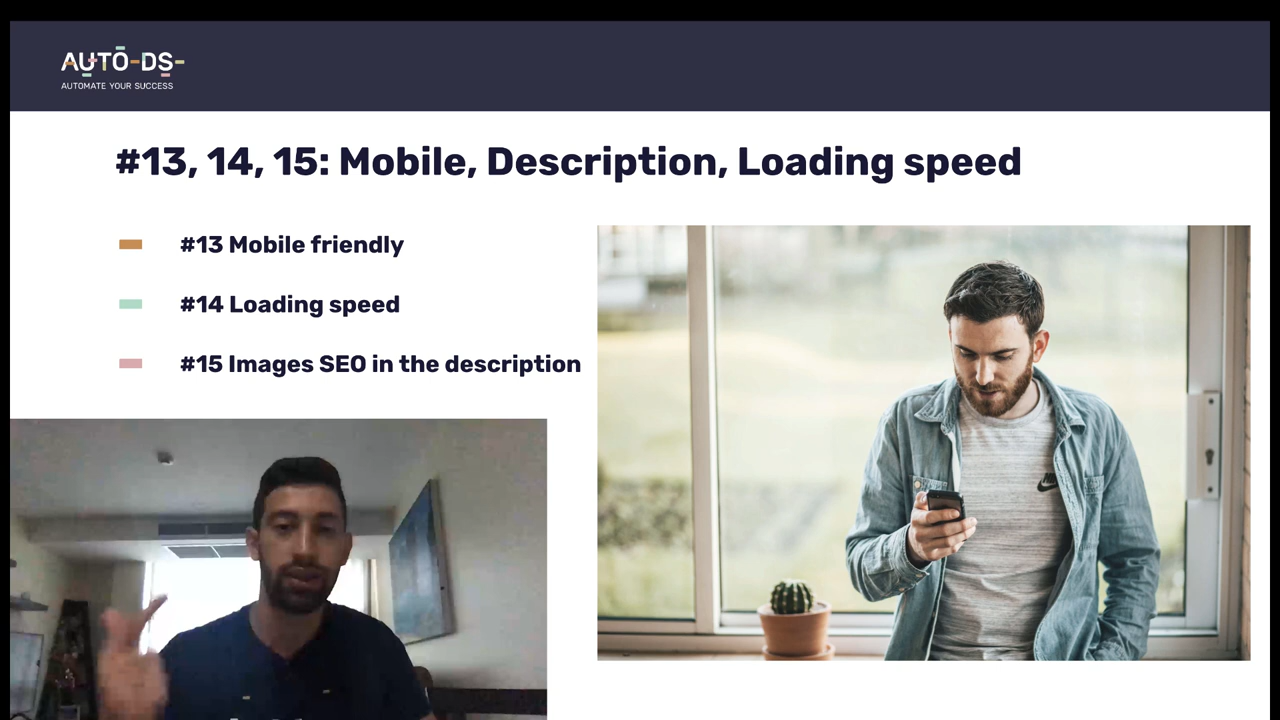 AUTO-DS-
AUTOMATE YOUR SUCCESS
#13, 14, 15: Mobile, Description, Loading speed
#13 Mobile friendly
#14 Loading speed
#15 Images SEO in the description